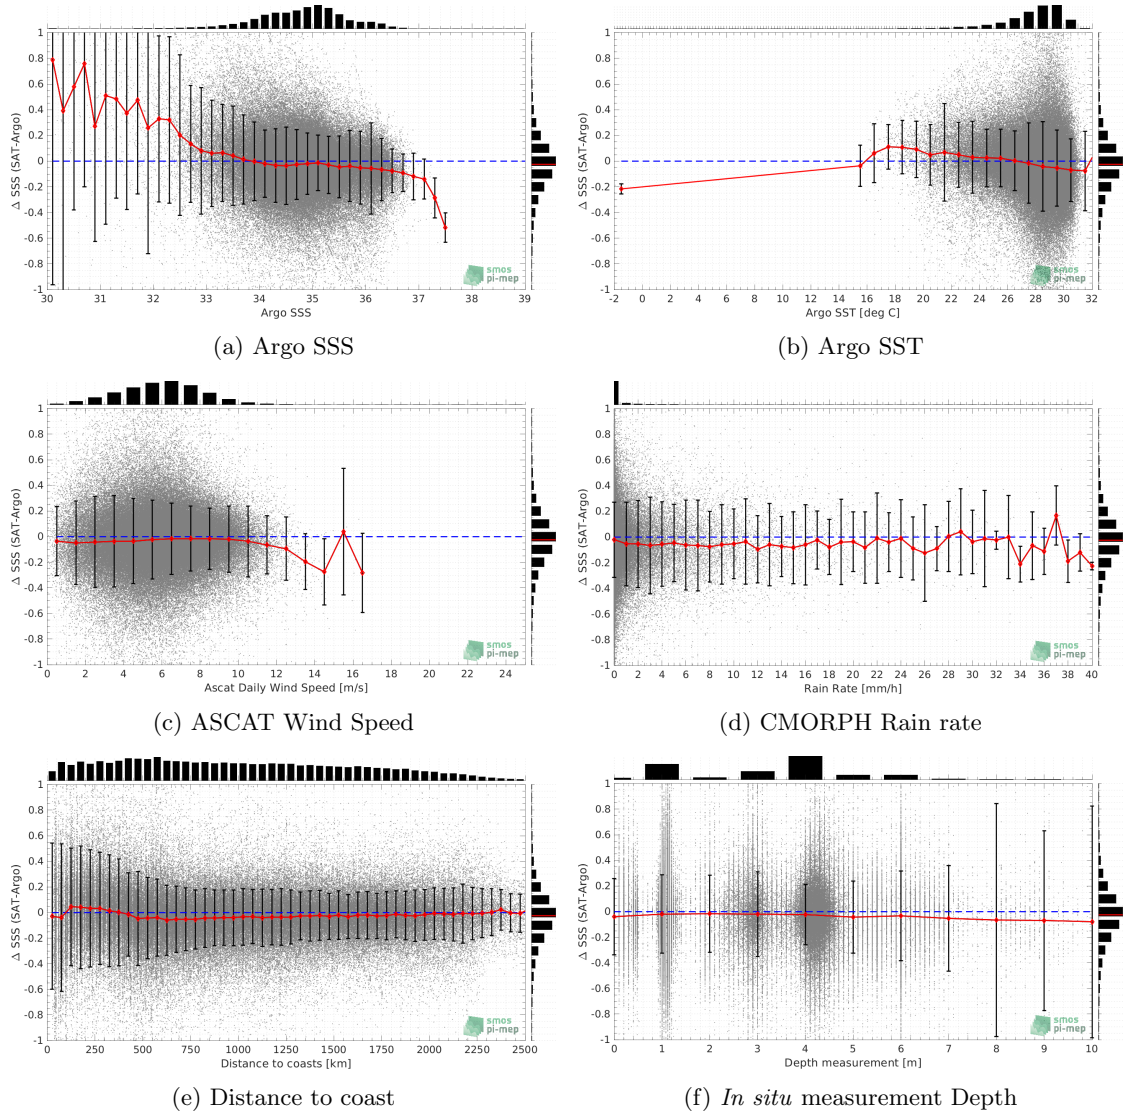 1
0.8
0.6
0.4
0.2
0
-0.2
-0.4
-0.6
-0.8
-1
Δ SSS (SAT-Argo)
30 31 32 33 34 35 36 37 38 39
Argo SSS
smos
pi-mep
(a) Argo SSS
1
0.8
0.6
0.4
0.2
0
-0.2
-0.4
-0.6
-0.8
-1
Δ SSS (SAT-Argo)
-2 0 2 4 6 8 10 12 14 16 18 20 22 24 26 28 30 32
Argo SST [deg C]
smos
pi-mep
(b) Argo SST
1
0.8
0.6
0.4
0.2
0
-0.2
-0.4
-0.6
-0.8
-1
Δ SSS (SAT-Argo)
0 2 4 6 8 10 12 14 16 18 20 22 24
Ascat Daily Wind Speed [m/s]
smos
pi-mep
(c) ASCAT Wind Speed
1
0.8
0.6
0.4
0.2
0
-0.2
-0.4
-0.6
-0.8
-1
Δ SSS (SAT-Argo)
0 2 4 6 8 10 12 14 16 18 20 22 24 26 28 30 32 34 36 38 40
Rain Rate [mm/h]
smos
pi-mep
(d) CMORPH Rain rate
1
0.8
0.6
0.4
0.2
0
-0.2
-0.4
-0.6
-0.8
-1
Δ SSS (SAT-Argo)
0 250 500 750 1000 1250 1500 1750 2000 2250 2500
Distance to coasts [km]
smos
pi-mep
(e) Distance to coast
1
0.8
0.6
0.4
0.2
0
-0.2
-0.4
-0.6
-0.8
-1
Δ SSS (SAT-Argo)
0 1 2 3 4 5 6 7 8 9 10
Depth measurement [m]
smos
pi-mep
(f) In situ measurement Depth